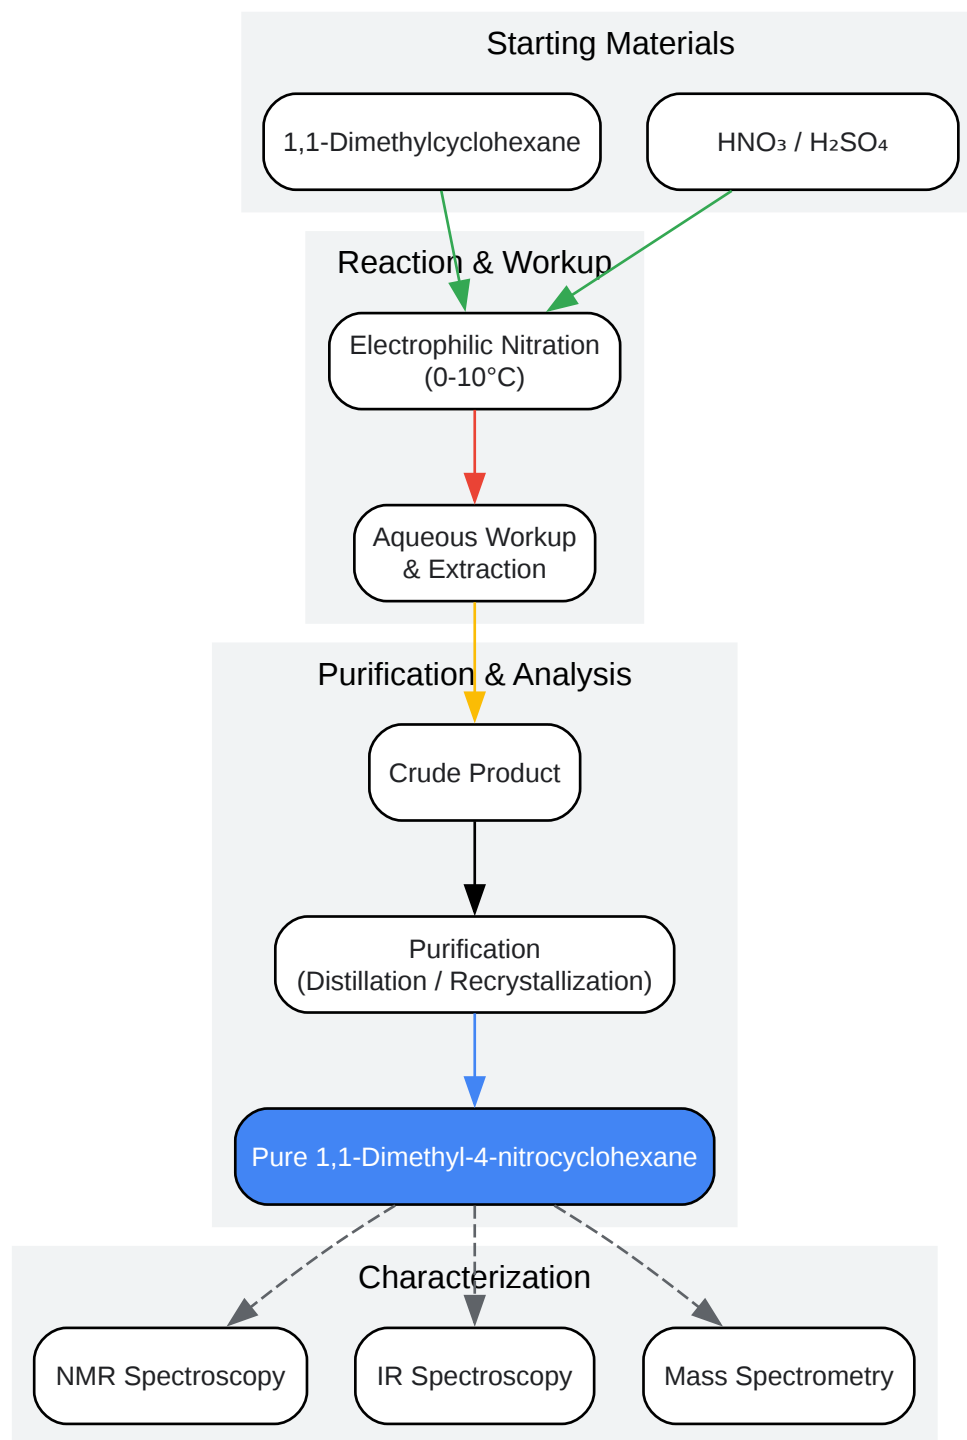 Starting Materials
1,1-Dimethylcyclohexane
HNO₃ / H₂SO₄
Reaction & Workup
Electrophilic Nitration
(0-10°C)
Aqueous Workup
& Extraction
Purification & Analysis
Crude Product
Purification
(Distillation / Recrystallization)
Pure 1,1-Dimethyl-4-nitrocyclohexane
Characterization
NMR Spectroscopy
IR Spectroscopy
Mass Spectrometry